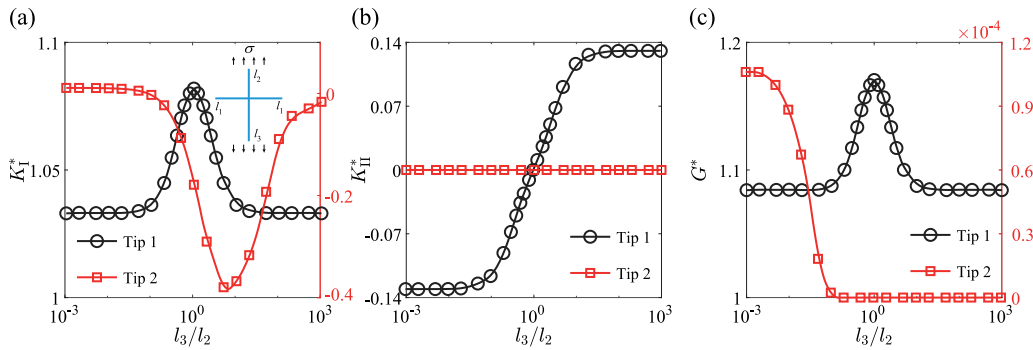 (a)
1.1
1.05
1
K*I
10⁻³
10⁰
10³
l₃/l₂
0
-0.2
-0.4
σ
l₂
l₁
l₁
l₃
Tip 1
Tip 2
(b)
0.14
0.07
0
-0.07
-0.14
K*II
10⁻³
10⁰
10³
l₃/l₂
Tip 1
Tip 2
(c)
×10⁻⁴
1.2
1.1
1
G*
10⁻³
10⁰
10³
l₃/l₂
1.2
0.9
0.6
0.3
0
Tip 1
Tip 2